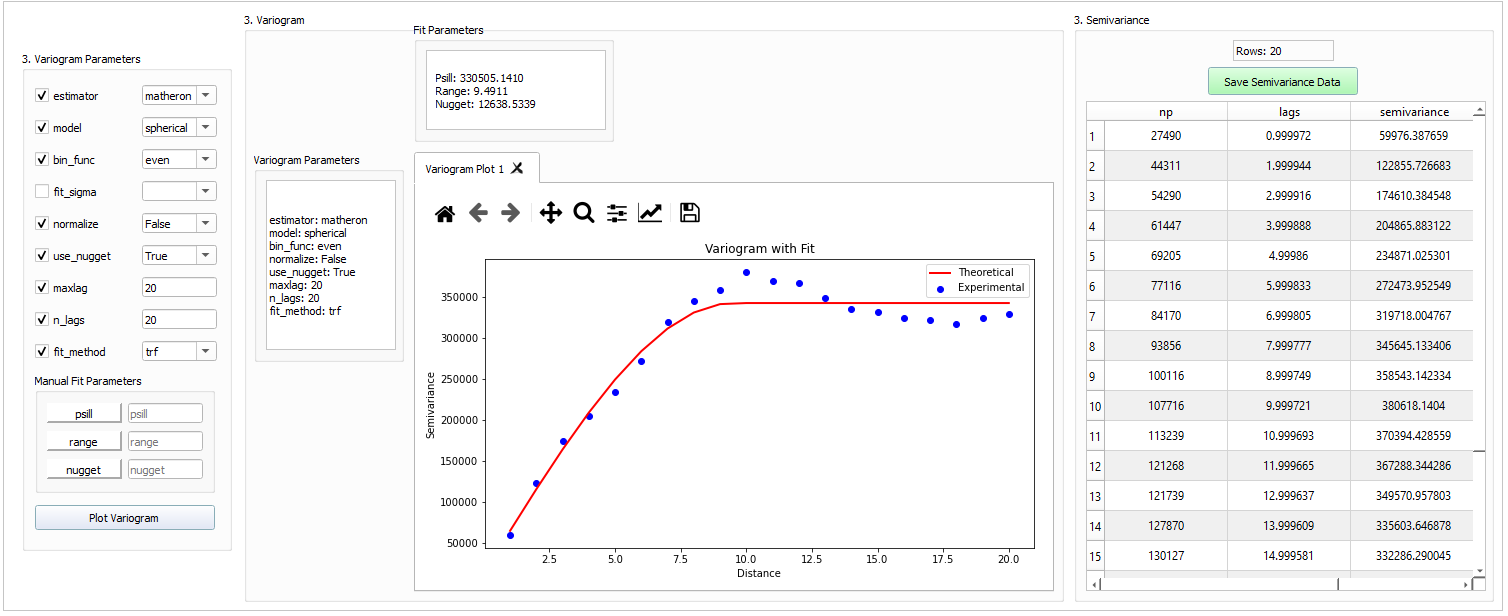 3. Variogram Parameters
estimator matheron
model spherical
bin_func even
fit_sigma
normalize False
use_nugget True
maxlag 20
n_lags 20
fit_method trf
Manual Fit Parameters
psill psill
range range
nugget nugget
Plot Variogram
3. Variogram
Fit Parameters
Psill: 330505.1410
Range: 9.4911
Nugget: 12638.5339
Variogram Parameters
estimator: matheron
model: spherical
bin_func: even
normalize: False
use_nugget: True
maxlag: 20
n_lags: 20
fit_method: trf
Variogram Plot 1
Variogram with Fit
Theoretical
Experimental
350000
300000
250000
200000
150000
100000
50000
Semivariance
2.5 5.0 7.5 10.0 12.5 15.0 17.5 20.0
Distance
3. Semivariance
Rows: 20
Save Semivariance Data
np lags semivariance
1 27490 0.999972 59976.387659
2 44311 1.999944 122855.726683
3 54290 2.999916 174610.384548
4 61447 3.999888 204865.883122
5 69205 4.99986 234871.025301
6 77116 5.999833 272473.952549
7 84170 6.999805 319718.004767
8 93856 7.999777 345645.133406
9 100116 8.999749 358543.142334
10 107716 9.999721 380618.1404
11 113239 10.999693 370394.428559
12 121268 11.999665 367288.344286
13 121739 12.999637 349570.957803
14 127870 13.999609 335603.646878
15 130127 14.999581 332286.290045